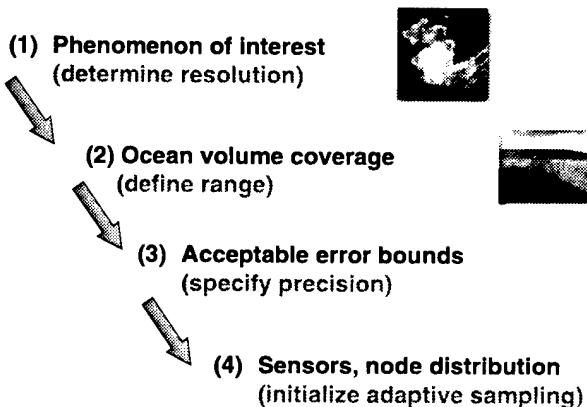 (1) Phenomenon of interest
(determine resolution)
(2) Ocean volume coverage
(define range)
(3) Acceptable error bounds
(specify precision)
(4) Sensors, node distribution
(initialize adaptive sampling)